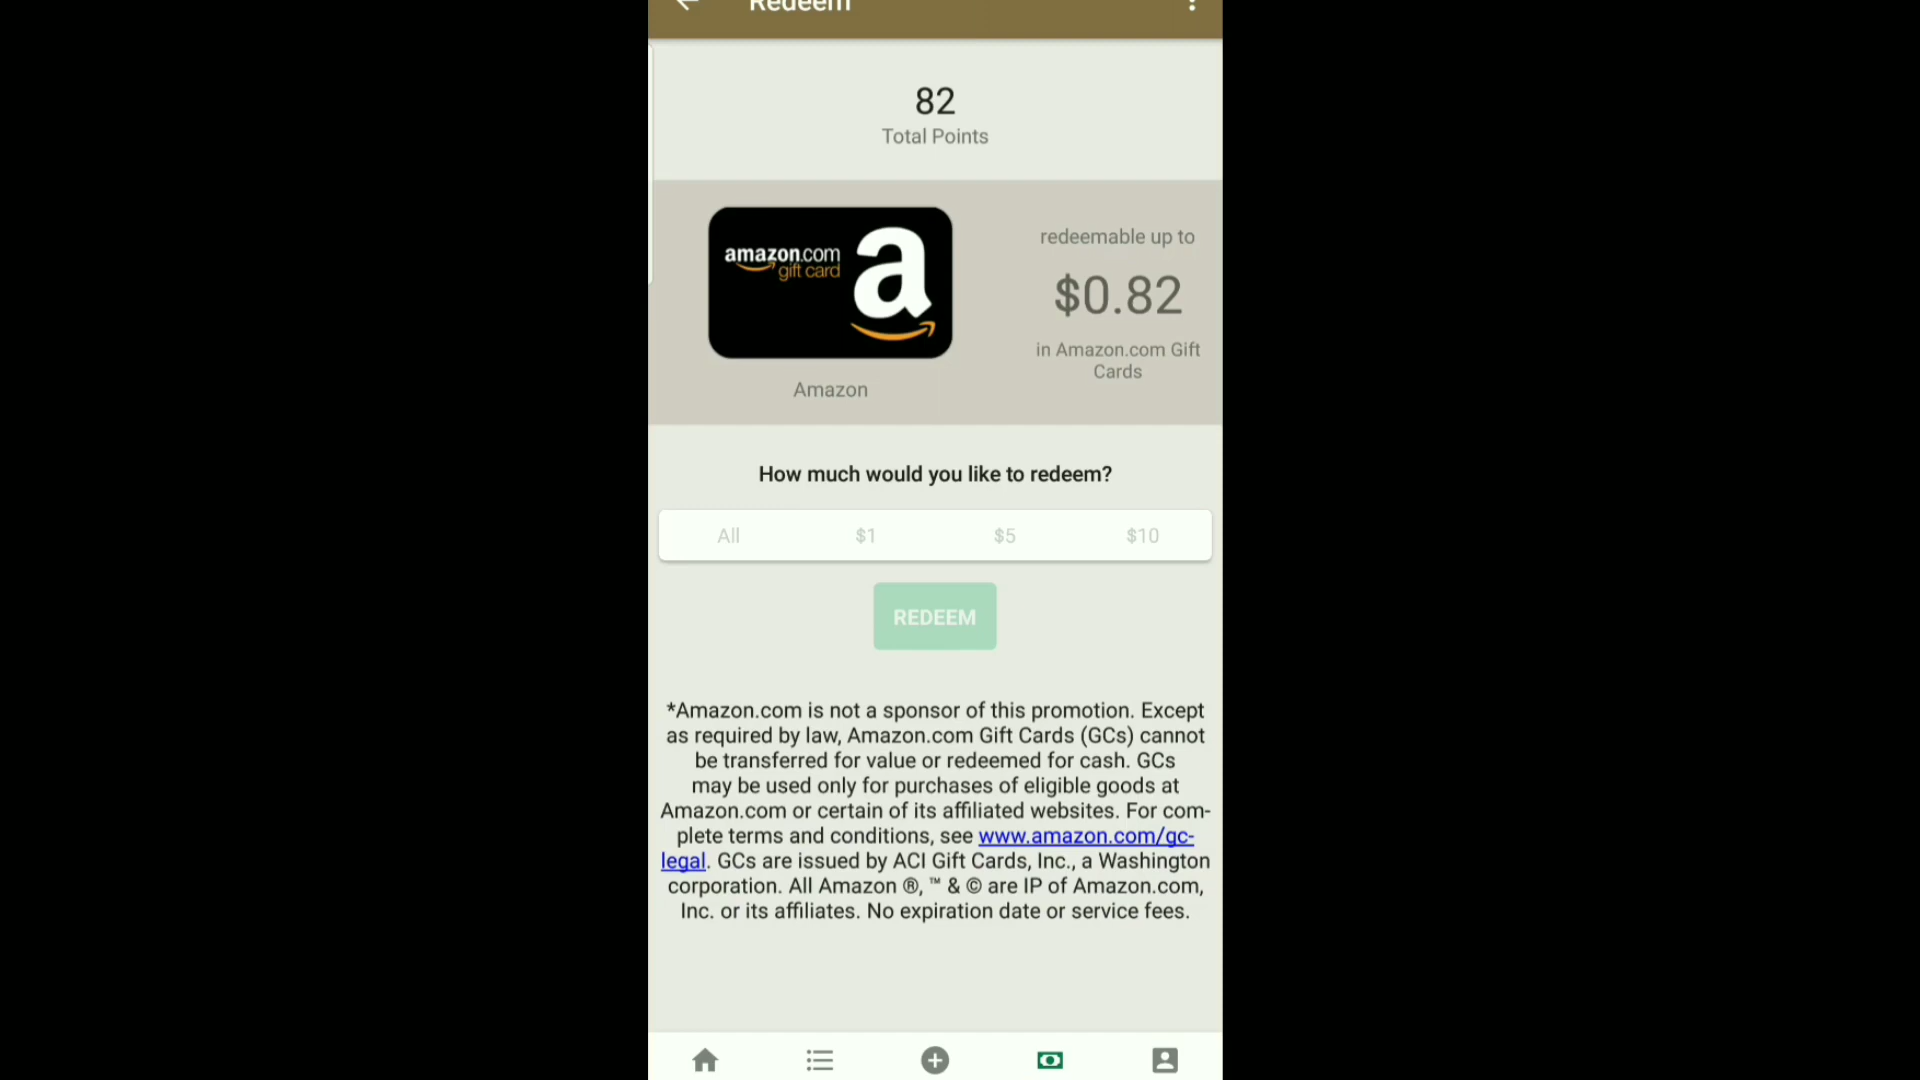 Redeem
82
Total Points
amazon.com
gift card
a
Amazon
redeemable up to
$0.82
in Amazon.com Gift
Cards
How much would you like to redeem?
All $1 $5 $10
REDEEM
*Amazon.com is not a sponsor of this promotion. Except
as required by law, Amazon.com Gift Cards (GCs) cannot
be transferred for value or redeemed for cash. GCs
may be used only for purchases of eligible goods at
Amazon.com or certain of its affiliated websites. For com-
plete terms and conditions, see www.amazon.com/gc-
legal. GCs are issued by ACI Gift Cards, Inc., a Washington
corporation. All Amazon ®, ™ & © are IP of Amazon.com,
Inc. or its affiliates. No expiration date or service fees.